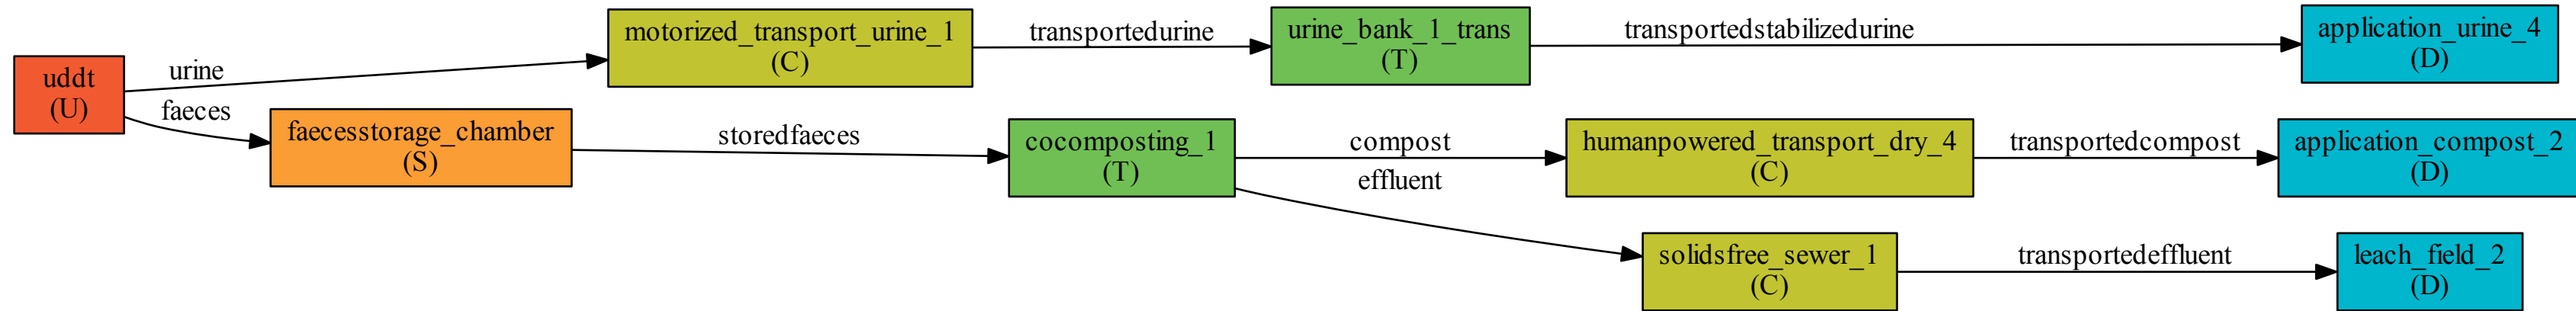 uddt
(U)
urine
faeces
motorized_transport_urine_1
(C)
transportedurine
urine_bank_1_trans
(T)
transportedstabilizedurine
application_urine_4
(D)
faecesstorage_chamber
(S)
storedfaeces
cocomposting_1
(T)
compost
effluent
humanpowered_transport_dry_4
(C)
transportedcompost
application_compost_2
(D)
solidsfree_sewer_1
(C)
transportedeffluent
leach_field_2
(D)